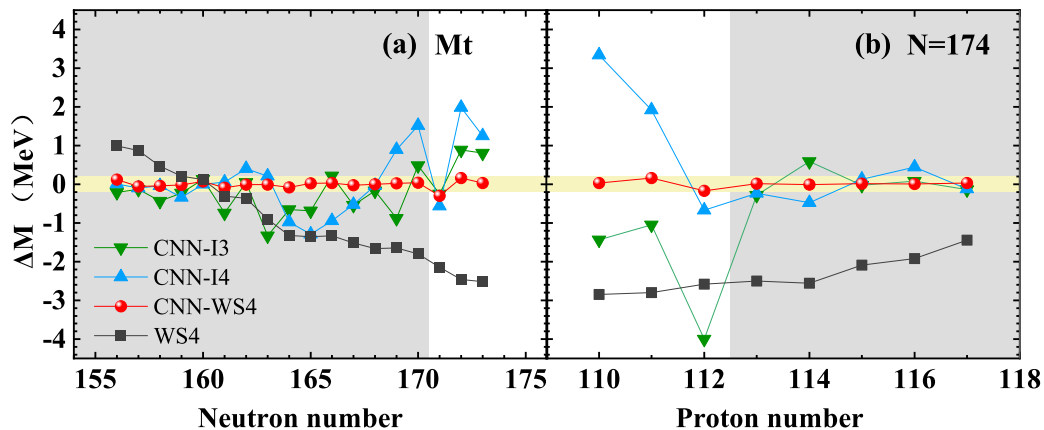 (a) Mt
(b) N=174
ΔM (MeV)
4
3
2
1
0
-1
-2
-3
-4
CNN-I3
CNN-I4
CNN-WS4
WS4
155 160 165 170 175
110 112 114 116 118
Neutron number
Proton number